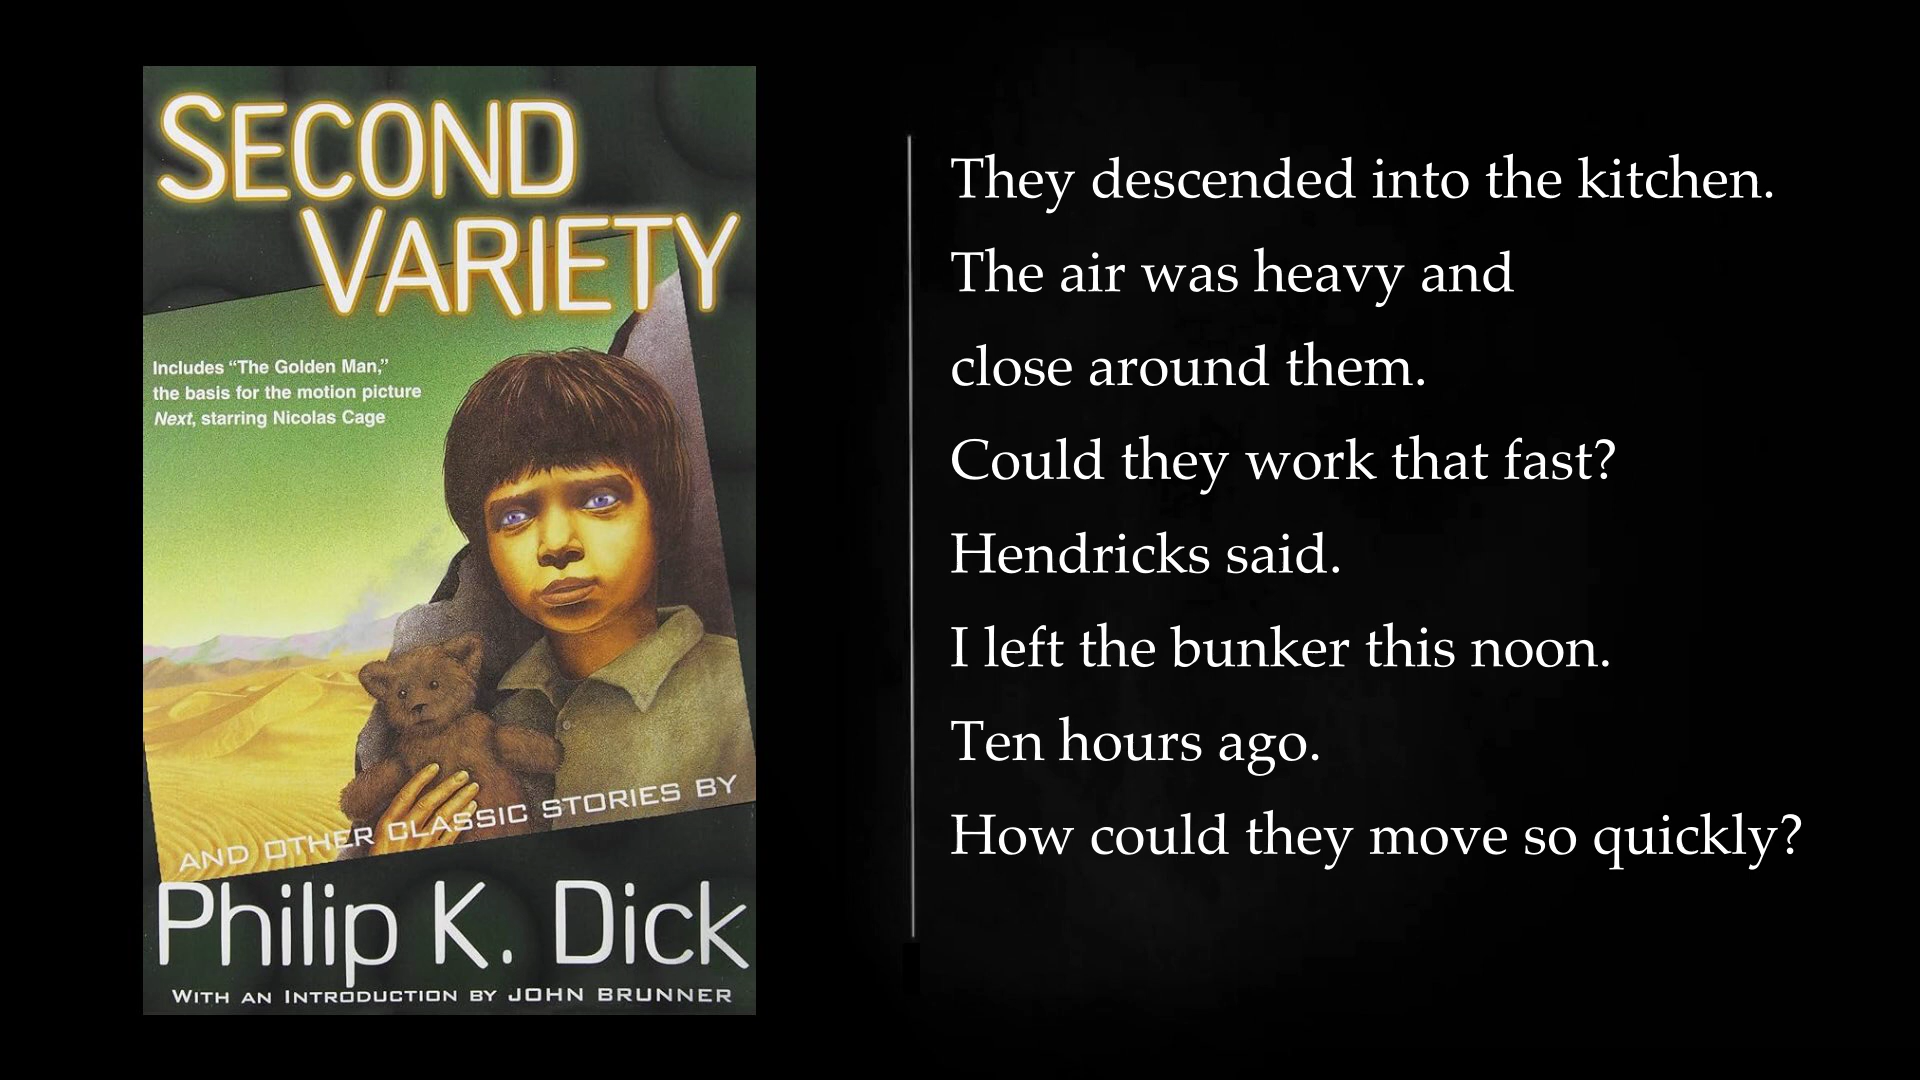 SECOND
VARIETY
Includes “The Golden Man,”
the basis for the motion picture
Next, starring Nicolas Cage
AND OTHER CLASSIC STORIES BY
Philip K. Dick
WITH AN INTRODUCTION BY JOHN BRUNNER
They descended into the kitchen.
The air was heavy and
close around them.
Could they work that fast?
Hendricks said.
I left the bunker this noon.
Ten hours ago.
How could they move so quickly?